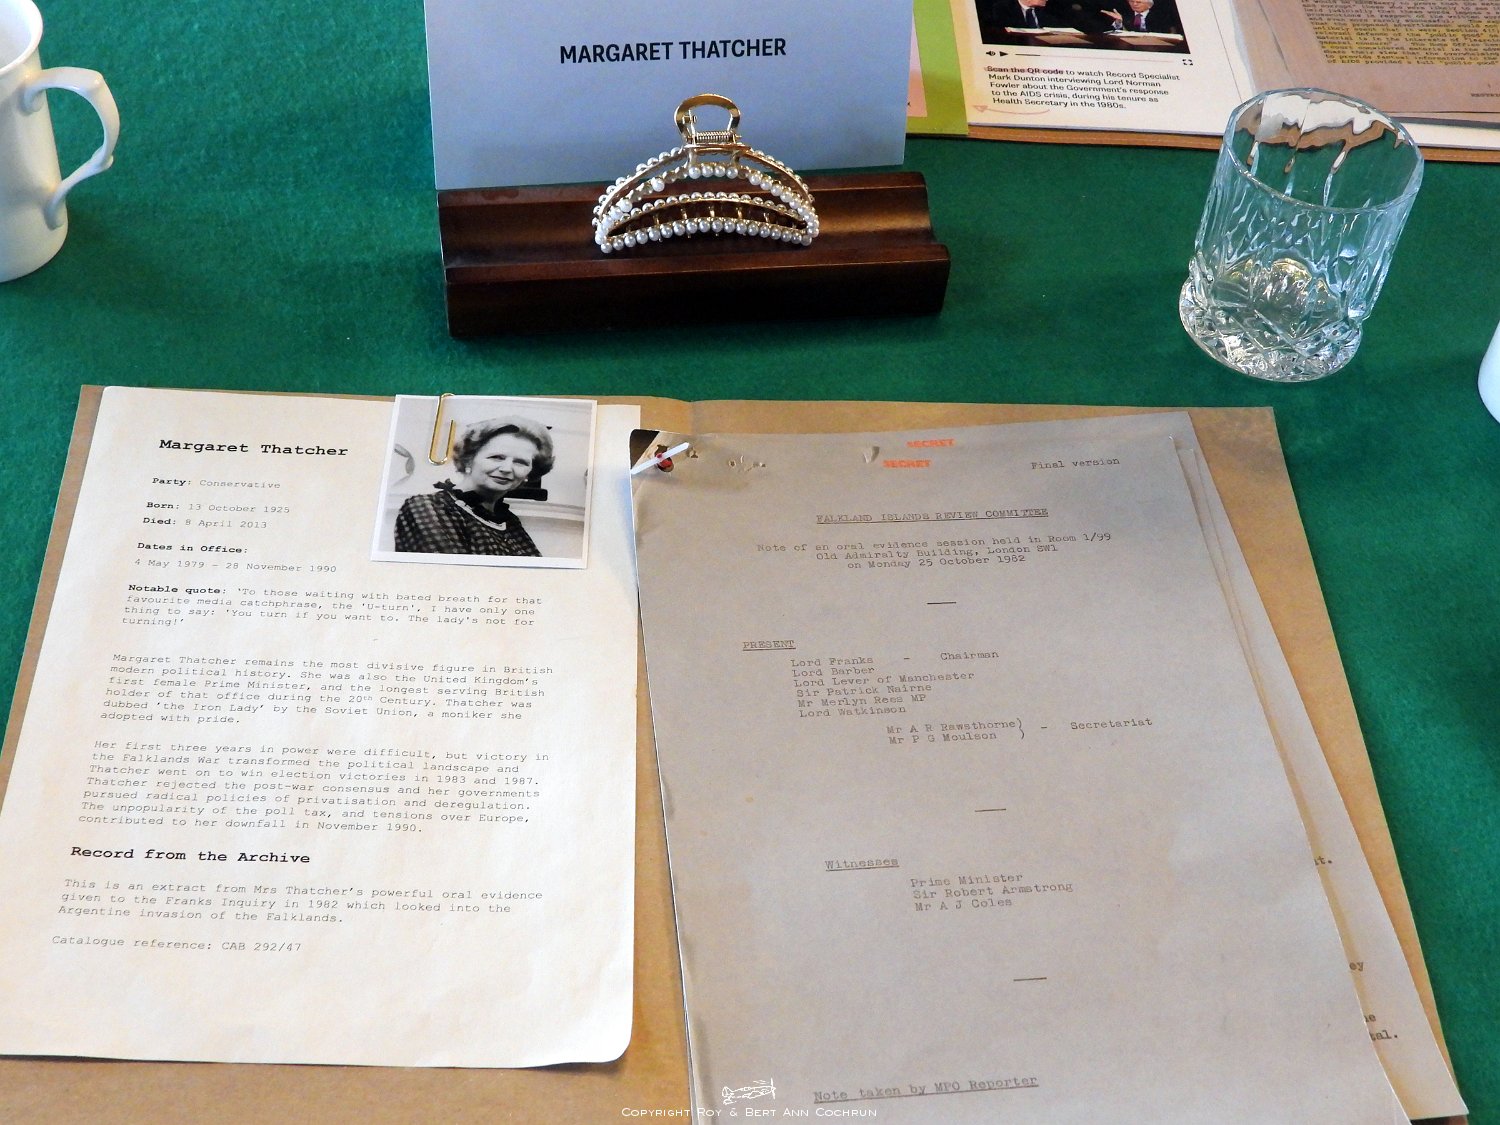 MARGARET THATCHER
Scan the QR code to watch Record Specialist
Mark Dunton interviewing Lord Norman
Fowler about the Government's response
to the AIDS crisis, during his tenure as
Health Secretary in the 1980s.
Margaret Thatcher
Party: Conservative
Born: 13 October 1925
Died: 8 April 2013
Dates in Office:
4 May 1979 – 28 November 1990
Notable quote: 'To those waiting with bated breath for that
favourite media catchphrase, the 'U-turn', I have only one
thing to say: 'You turn if you want to. The lady's not for
turning!'
Margaret Thatcher remains the most divisive figure in British
modern political history. She was also the United Kingdom's
first female Prime Minister, and the longest serving British
holder of that office during the 20th Century. Thatcher was
dubbed 'the Iron Lady' by the Soviet Union, a moniker she
adopted with pride.
Her first three years in power were difficult, but victory in
the Falklands War transformed the political landscape and
Thatcher went on to win election victories in 1983 and 1987.
Thatcher rejected the post-war consensus and her governments
pursued radical policies of privatisation and deregulation.
The unpopularity of the poll tax, and tensions over Europe,
contributed to her downfall in November 1990.
Record from the Archive
This is an extract from Mrs Thatcher's powerful oral evidence
given to the Franks Inquiry in 1982 which looked into the
Argentine invasion of the Falklands.
Catalogue reference: CAB 292/47
SECRET
SECRET
Final version
FALKLAND ISLANDS REVIEW COMMITTEE
Note of an oral evidence session held in Room 1/99
Old Admiralty Building, London SW1
on Monday 25 October 1982
PRESENT
Lord Franks – Chairman
Lord Barber
Lord Lever of Manchester
Sir Patrick Nairne
Mr Merlyn Rees MP
Lord Watkinson
Mr A R Rawsthorne) – Secretariat
Mr P G Moulson )
Witnesses
Prime Minister
Sir Robert Armstrong
Mr A J Coles
Note taken by MPO Reporter
Copyright Roy & Bert Ann Cochrun